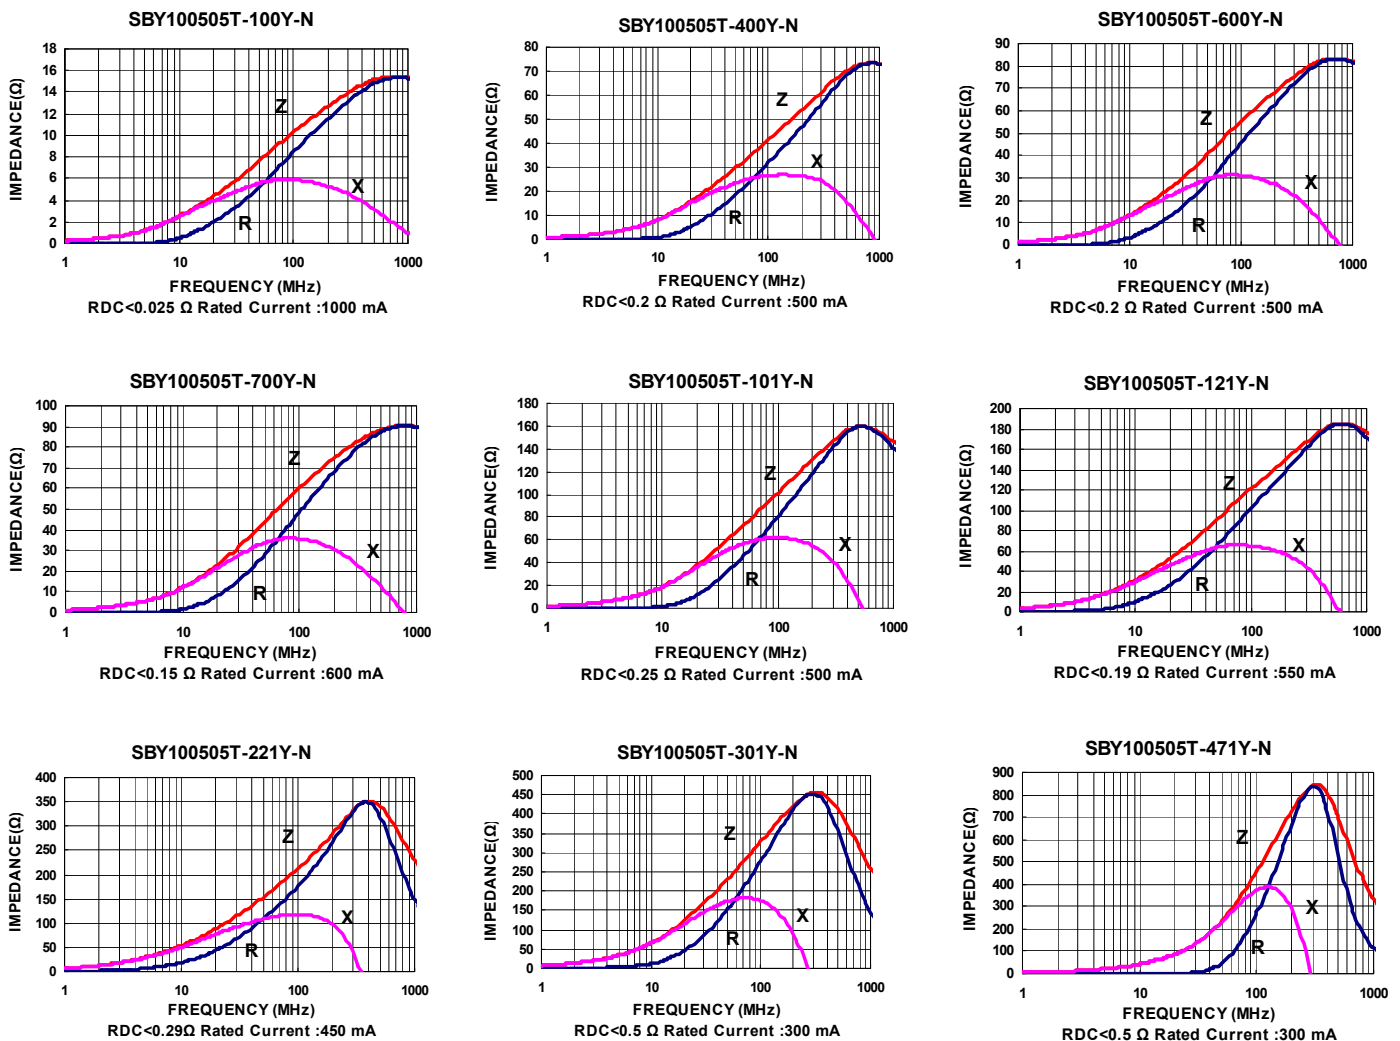 SBY100505T-100Y-N
IMPEDANCE(Ω)
18
16
14
12
10
8
6
4
2
0
Z
X
R
1 10 100 1000
FREQUENCY (MHz)
RDC<0.025 Ω Rated Current :1000 mA
SBY100505T-400Y-N
IMPEDANCE(Ω)
80
70
60
50
40
30
20
10
0
Z
X
R
1 10 100 1000
FREQUENCY (MHz)
RDC<0.2 Ω Rated Current :500 mA
SBY100505T-600Y-N
IMPEDANCE(Ω)
90
80
70
60
50
40
30
20
10
0
Z
X
R
1 10 100 1000
FREQUENCY (MHz)
RDC<0.2 Ω Rated Current :500 mA
SBY100505T-700Y-N
IMPEDANCE(Ω)
100
90
80
70
60
50
40
30
20
10
0
Z
X
R
1 10 100 1000
FREQUENCY (MHz)
RDC<0.15 Ω Rated Current :600 mA
SBY100505T-101Y-N
IMPEDANCE(Ω)
180
160
140
120
100
80
60
40
20
0
Z
X
R
1 10 100 1000
FREQUENCY (MHz)
RDC<0.25 Ω Rated Current :500 mA
SBY100505T-121Y-N
IMPEDANCE(Ω)
200
180
160
140
120
100
80
60
40
20
0
Z
X
R
1 10 100 1000
FREQUENCY (MHz)
RDC<0.19 Ω Rated Current :550 mA
SBY100505T-221Y-N
IMPEDANCE(Ω)
400
350
300
250
200
150
100
50
0
Z
X
R
1 10 100 1000
FREQUENCY (MHz)
RDC<0.29Ω Rated Current :450 mA
SBY100505T-301Y-N
IMPEDANCE(Ω)
500
450
400
350
300
250
200
150
100
50
0
Z
X
R
1 10 100 1000
FREQUENCY (MHz)
RDC<0.5 Ω Rated Current :300 mA
SBY100505T-471Y-N
IMPEDANCE(Ω)
900
800
700
600
500
400
300
200
100
0
Z
X
R
1 10 100 1000
FREQUENCY (MHz)
RDC<0.5 Ω Rated Current :300 mA